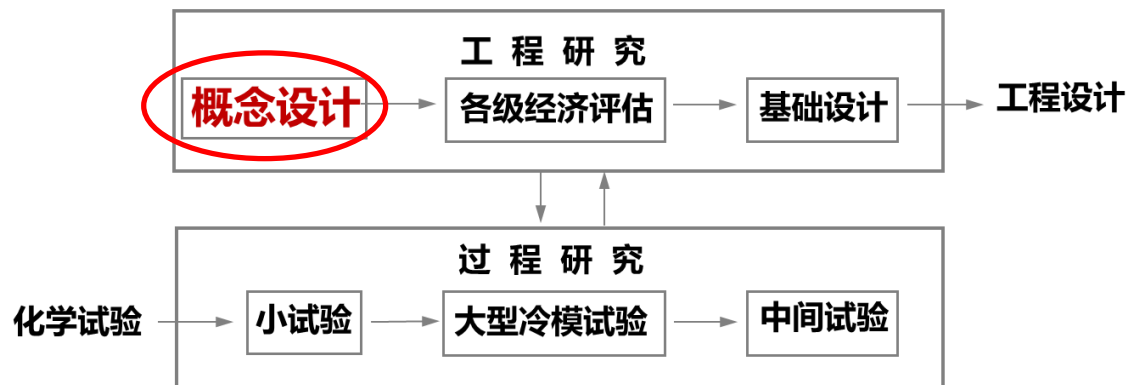 工程研究
概念设计
各级经济评估
基础设计
工程设计
过程研究
化学试验
小试验
大型冷模试验
中间试验